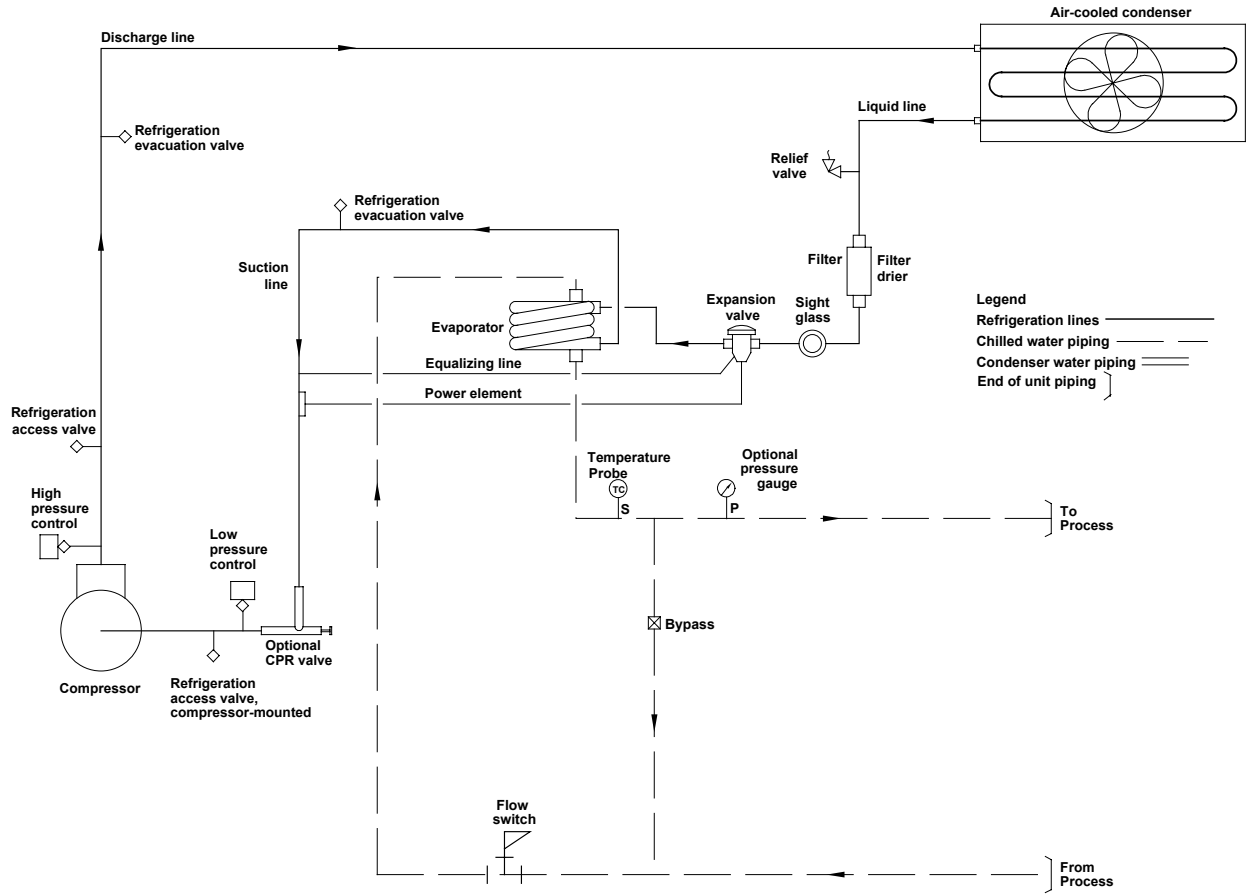 Air-cooled condenser
Discharge line
Liquid line
Refrigeration
evacuation valve
Relief
valve
Refrigeration
evacuation valve
Suction
line
Filter
Filter
drier
Expansion
valve
Sight
glass
Evaporator
Equalizing line
Power element
Legend
Refrigeration lines
Chilled water piping
Condenser water piping
End of unit piping
Refrigeration
access valve
High
pressure
control
Low
pressure
control
Temperature
Probe
TC
S
Optional
pressure
gauge
P
To
Process
Bypass
Optional
CPR valve
Compressor
Refrigeration
access valve,
compressor-mounted
Flow
switch
From
Process